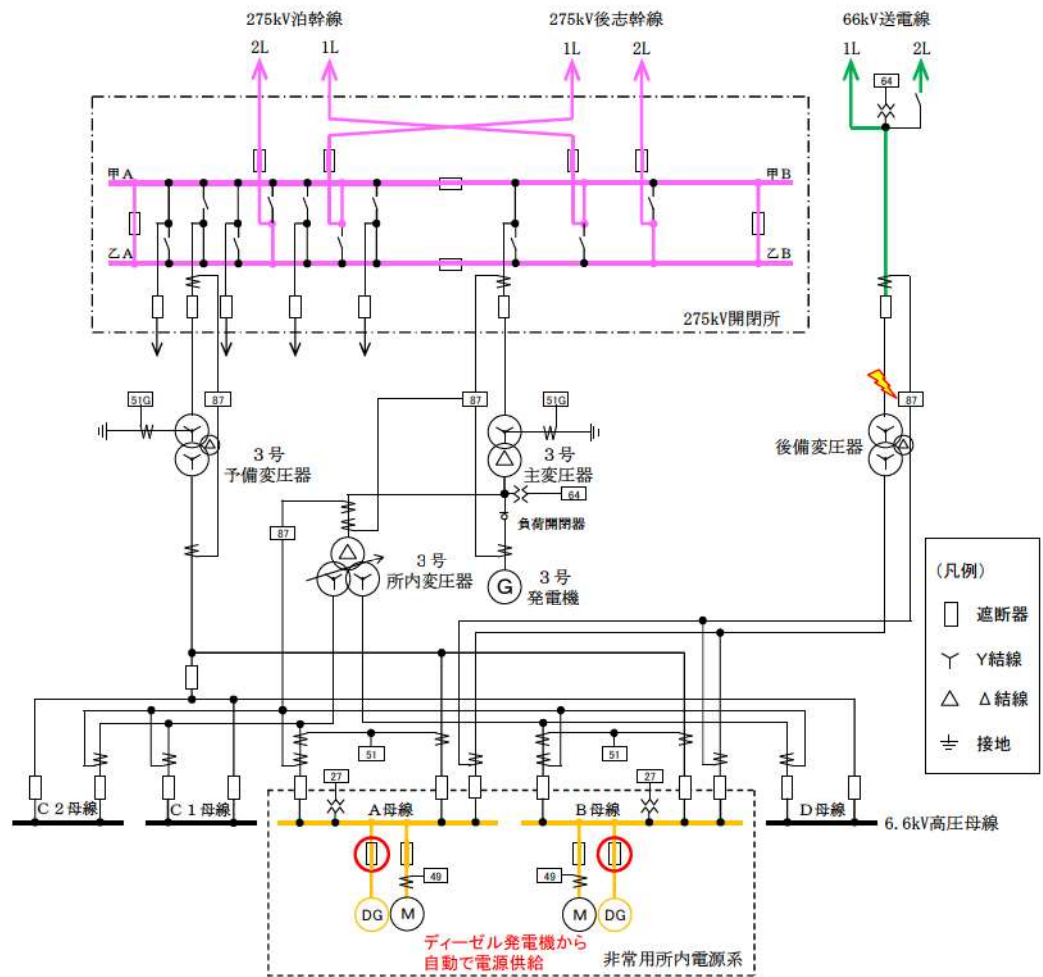 275kV泊幹線
275kV後志幹線
66kV送電線
2L
1L
1L
2L
1L
2L
64
甲A
甲B
乙A
乙B
275kV開閉所
51G
87
87
51G
87
3号
予備変圧器
3号
主変圧器
後備変圧器
64
負荷開閉器
87
3号
所内変圧器
G
3号
発電機
(凡例)
遮断器
Y結線
Δ結線
接地
51
51
27
27
C2母線
C1母線
A母線
B母線
D母線
6.6kV高圧母線
49
49
DG
M
M
DG
ディーゼル発電機から
自動で電源供給
非常用所内電源系